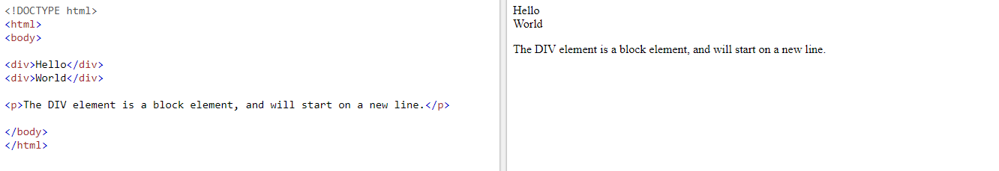 <!DOCTYPE html>
<html>
<body>
<div>Hello</div>
<div>World</div>
<p>The DIV element is a block element, and will start on a new line.</p>
</body>
</html>
Hello
World
The DIV element is a block element, and will start on a new line.